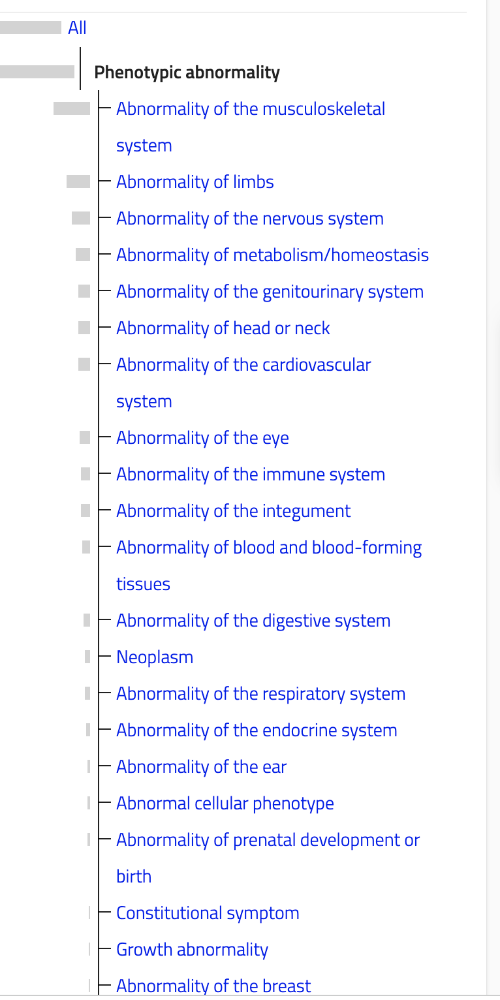 All
Phenotypic abnormality
Abnormality of the musculoskeletal
system
Abnormality of limbs
Abnormality of the nervous system
Abnormality of metabolism/homeostasis
Abnormality of the genitourinary system
Abnormality of head or neck
Abnormality of the cardiovascular
system
Abnormality of the eye
Abnormality of the immune system
Abnormality of the integument
Abnormality of blood and blood-forming
tissues
Abnormality of the digestive system
Neoplasm
Abnormality of the respiratory system
Abnormality of the endocrine system
Abnormality of the ear
Abnormal cellular phenotype
Abnormality of prenatal development or
birth
Constitutional symptom
Growth abnormality
Abnormality of the breast